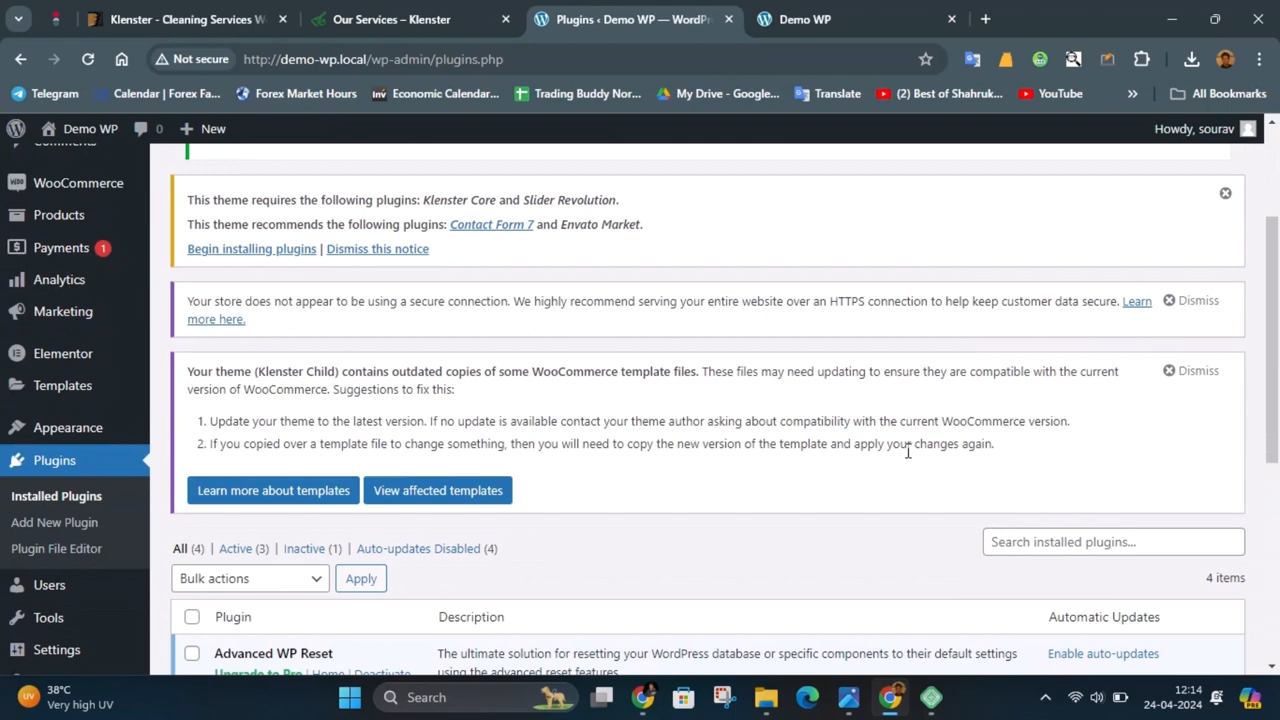 Klenster - Cleaning Services W
Our Services – Klenster
Plugins ‹ Demo WP — WordPr
Demo WP
Not secure
http://demo-wp.local/wp-admin/plugins.php
Telegram
Calendar | Forex Fa...
Forex Market Hours
Economic Calendar...
Trading Buddy Nor...
My Drive - Google...
Translate
(2) Best of Shahruk...
YouTube
All Bookmarks
Demo WP
0
New
Howdy, sourav
Comments
WooCommerce
Products
Payments 1
Analytics
Marketing
Elementor
Templates
Appearance
Plugins
Installed Plugins
Add New Plugin
Plugin File Editor
Users
Tools
Settings
This theme requires the following plugins: Klenster Core and Slider Revolution.
This theme recommends the following plugins: Contact Form 7 and Envato Market.
Begin installing plugins | Dismiss this notice
Your store does not appear to be using a secure connection. We highly recommend serving your entire website over an HTTPS connection to help keep customer data secure. Learn
more here.
Dismiss
Your theme (Klenster Child) contains outdated copies of some WooCommerce template files. These files may need updating to ensure they are compatible with the current
version of WooCommerce. Suggestions to fix this:
Dismiss
1. Update your theme to the latest version. If no update is available contact your theme author asking about compatibility with the current WooCommerce version.
2. If you copied over a template file to change something, then you will need to copy the new version of the template and apply your changes again.
Learn more about templates
View affected templates
All (4) | Active (3) | Inactive (1) | Auto-updates Disabled (4)
Search installed plugins...
Bulk actions
Apply
4 items
Plugin
Description
Automatic Updates
Advanced WP Reset
The ultimate solution for resetting your WordPress database or specific components to their default settings
Enable auto-updates
Upgrade to Pro | Home | Deactivate
using the advanced reset features.
UV
38°C
Very high UV
Search
12:14
24-04-2024
PRE